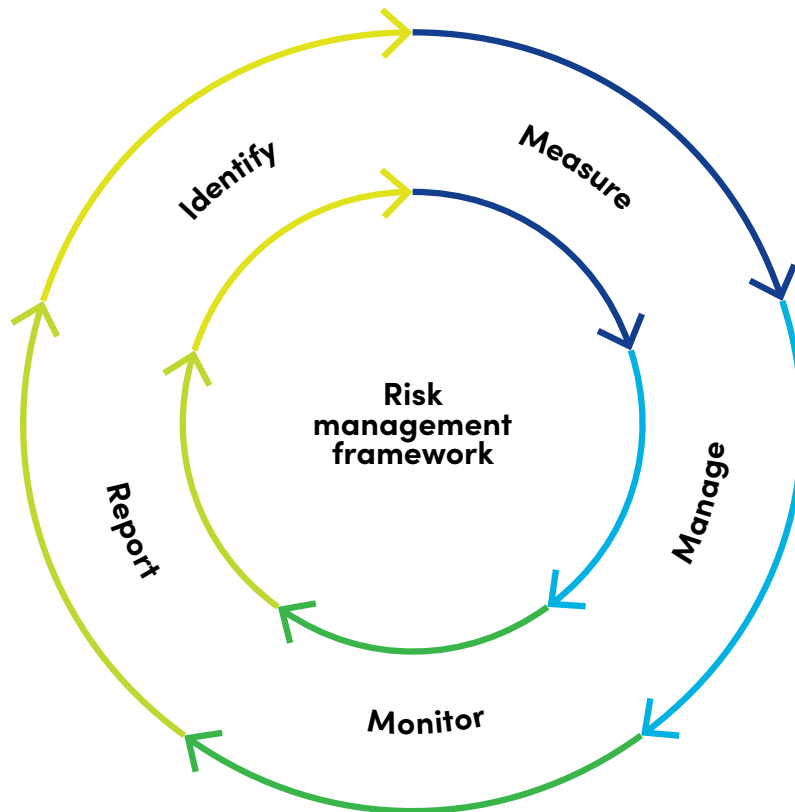 Identify
Measure
Risk
management
framework
Manage
Report
Monitor